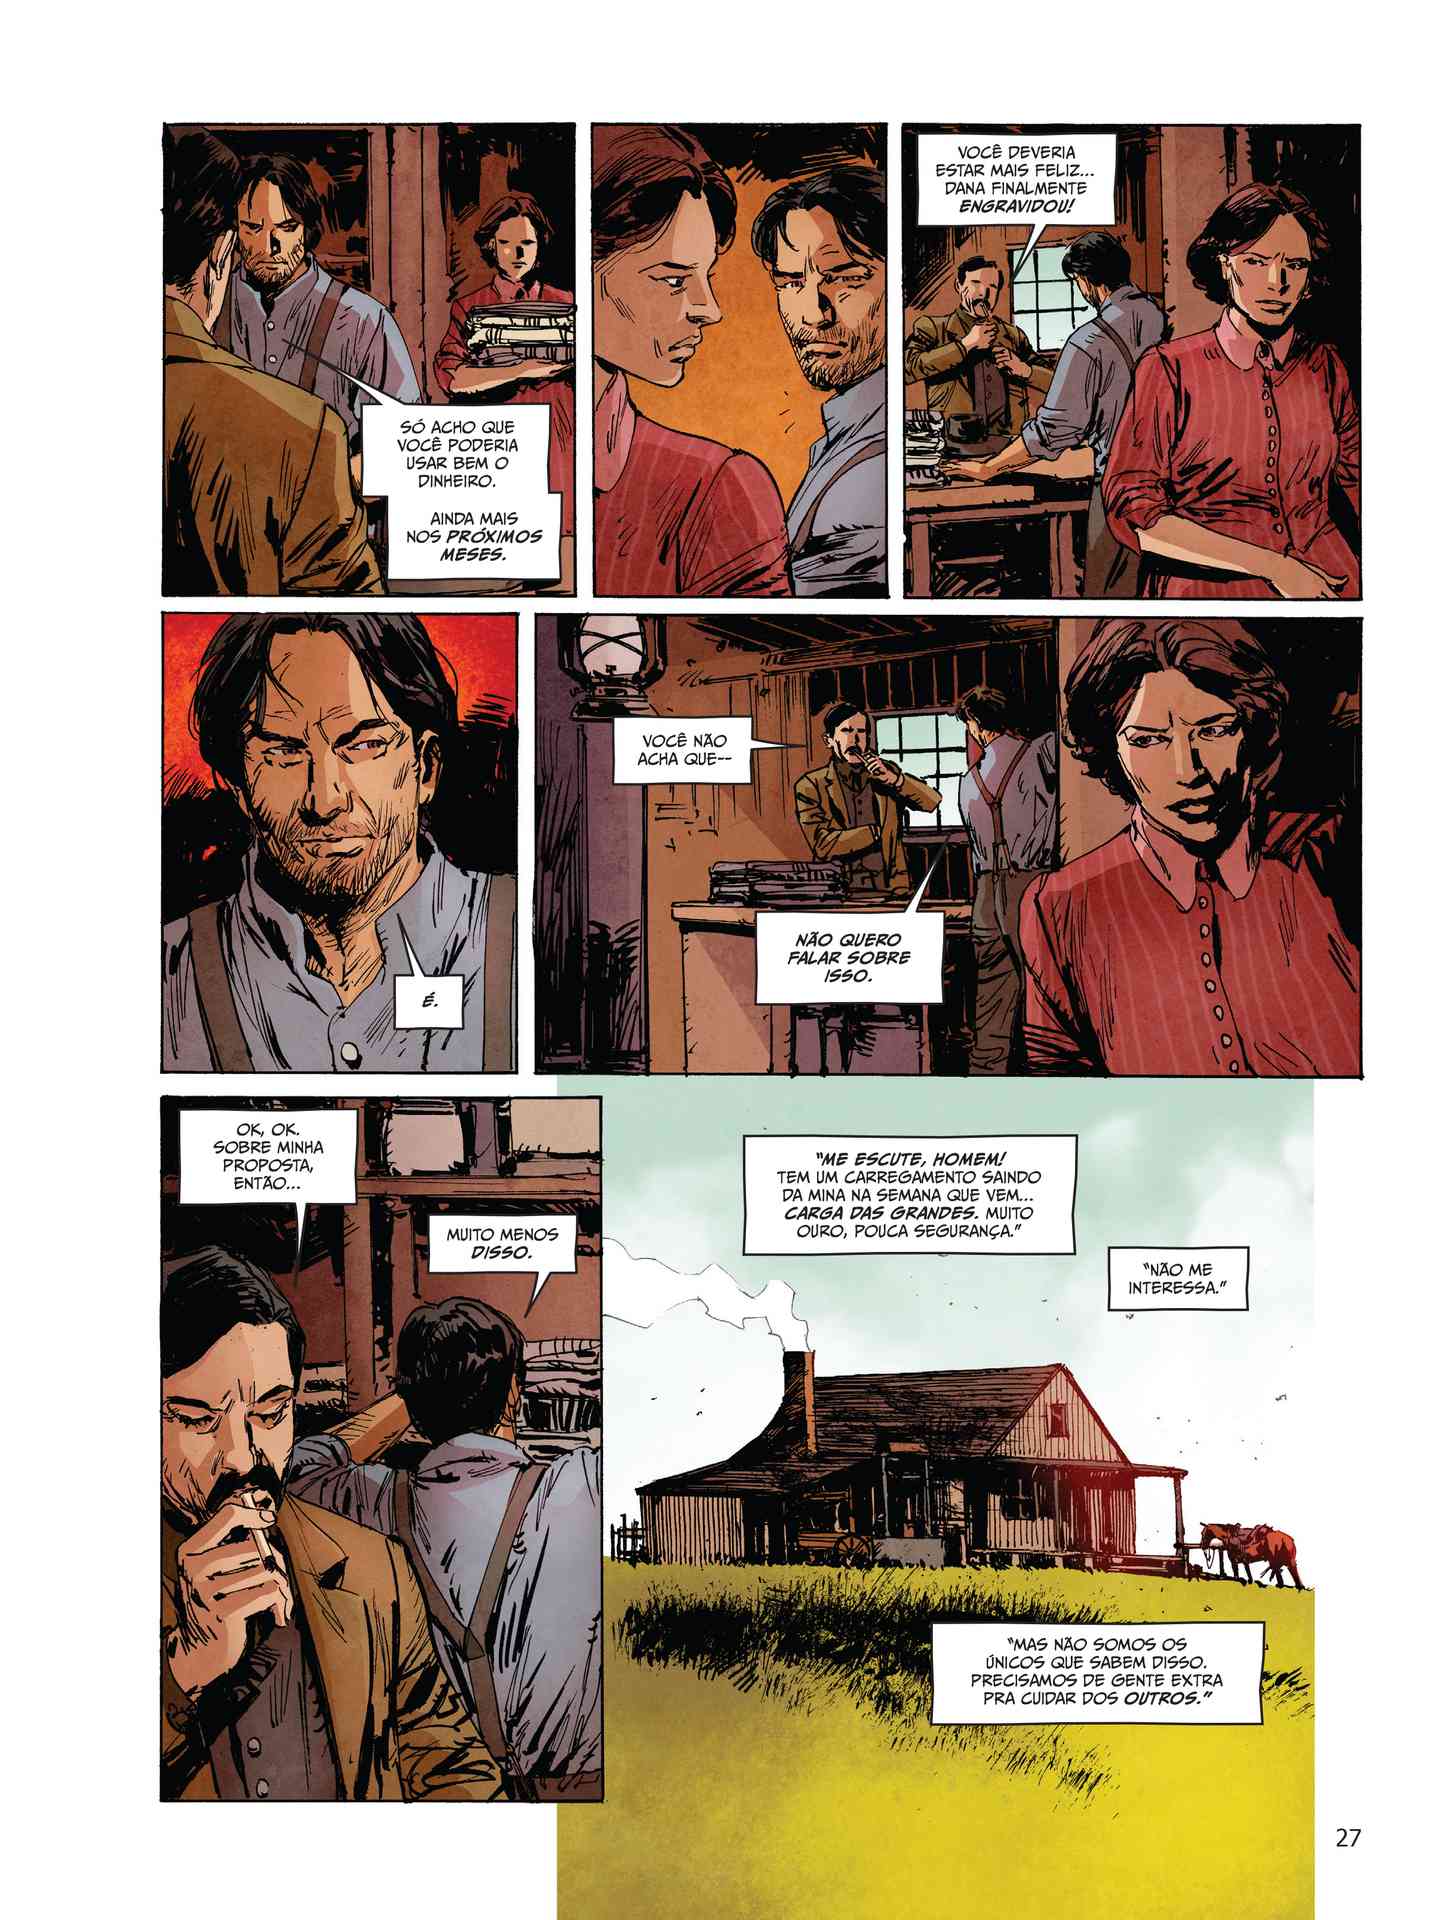 SÓ ACHO QUE
VOCÊ PODERIA
USAR BEM O
DINHEIRO.
AINDA MAIS
NOS PRÓXIMOS
MESES.
VOCÊ DEVERIA
ESTAR MAIS FELIZ...
DANA FINALMENTE
ENGRAVIDOU!
É.
VOCÊ NÃO
ACHA QUE--
NÃO QUERO
FALAR SOBRE
ISSO.
OK, OK.
SOBRE MINHA
PROPOSTA,
ENTÃO...
MUITO MENOS
DISSO.
"ME ESCUTE, HOMEM!
TEM UM CARREGAMENTO SAINDO
DA MINA NA SEMANA QUE VEM...
CARGA DAS GRANDES. MUITO
OURO, POUCA SEGURANÇA."
"NÃO ME
INTERESSA."
"MAS NÃO SOMOS OS
ÚNICOS QUE SABEM DISSO.
PRECISAMOS DE GENTE EXTRA
PRA CUIDAR DOS OUTROS."
27